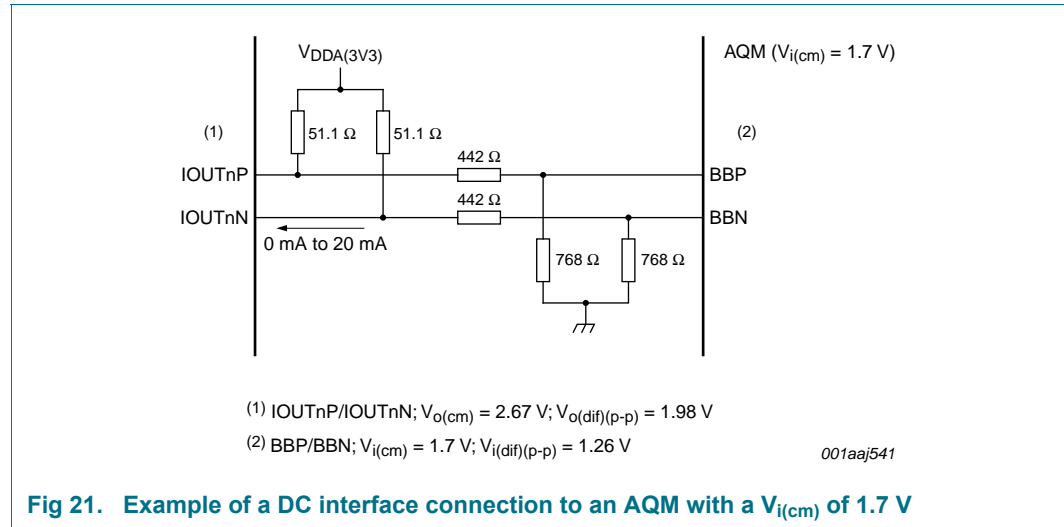 VDDA(3V3)
AQM (Vi(cm) = 1.7 V)
(1)
51.1 Ω
51.1 Ω
(2)
442 Ω
IOUTnP
BBP
442 Ω
IOUTnN
BBN
0 mA to 20 mA
768 Ω
768 Ω
(1) IOUTnP/IOUTnN; Vo(cm) = 2.67 V; Vo(dif)(p-p) = 1.98 V
(2) BBP/BBN; Vi(cm) = 1.7 V; Vi(dif)(p-p) = 1.26 V
001aaj541
Fig 21. Example of a DC interface connection to an AQM with a Vi(cm) of 1.7 V